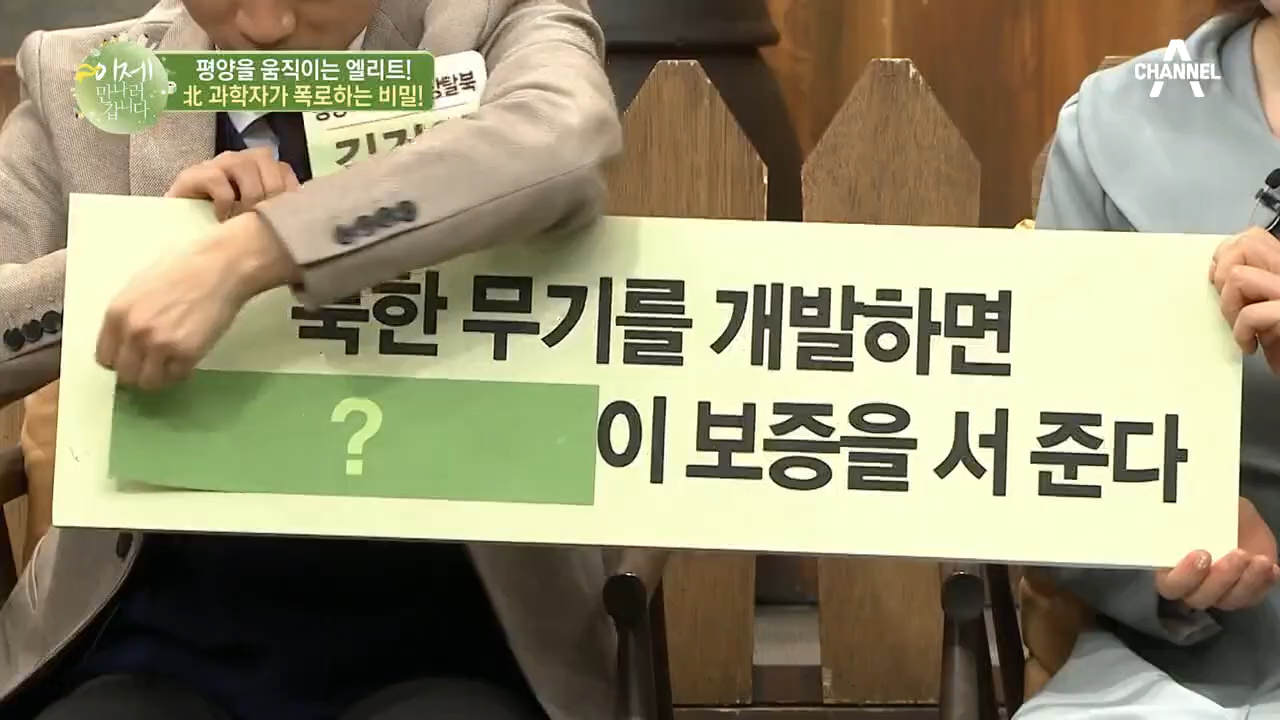 이제
만나러
갑니다
평양을 움직이는 엘리트!
北 과학자가 폭로하는 비밀!
CHANNEL A
탈북
북한 무기를 개발하면
?이 보증을 서 준다